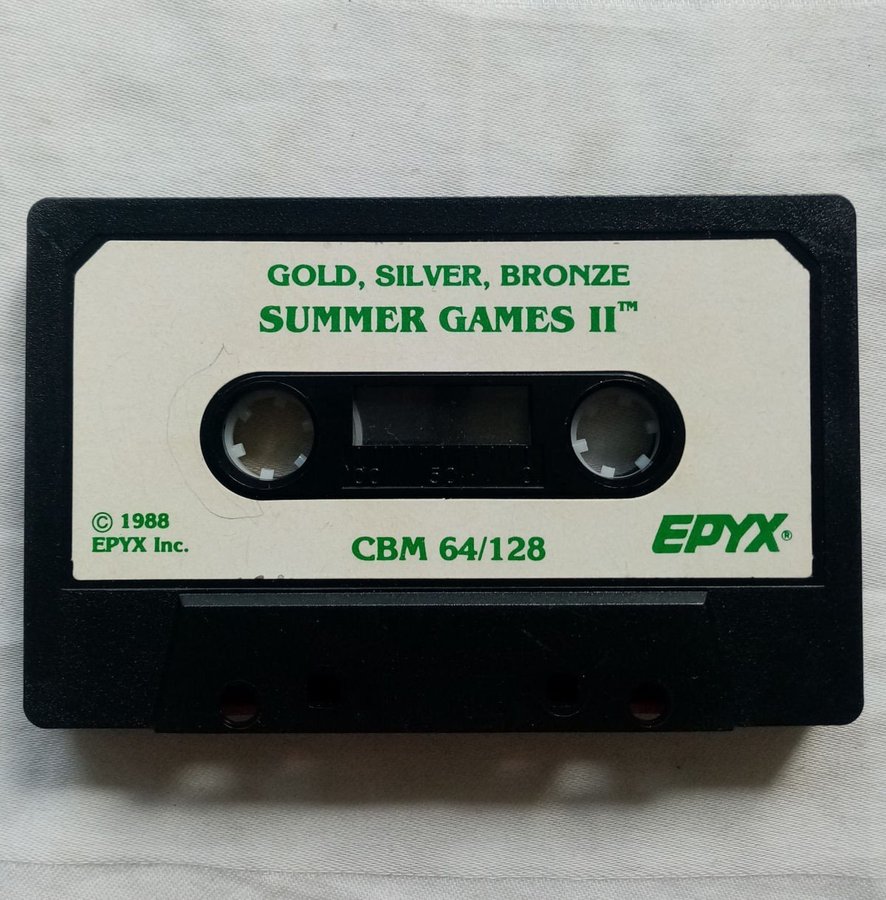 GOLD, SILVER, BRONZE
SUMMER GAMES II™
© 1988
EPYX Inc.
CBM 64/128
EPYX®